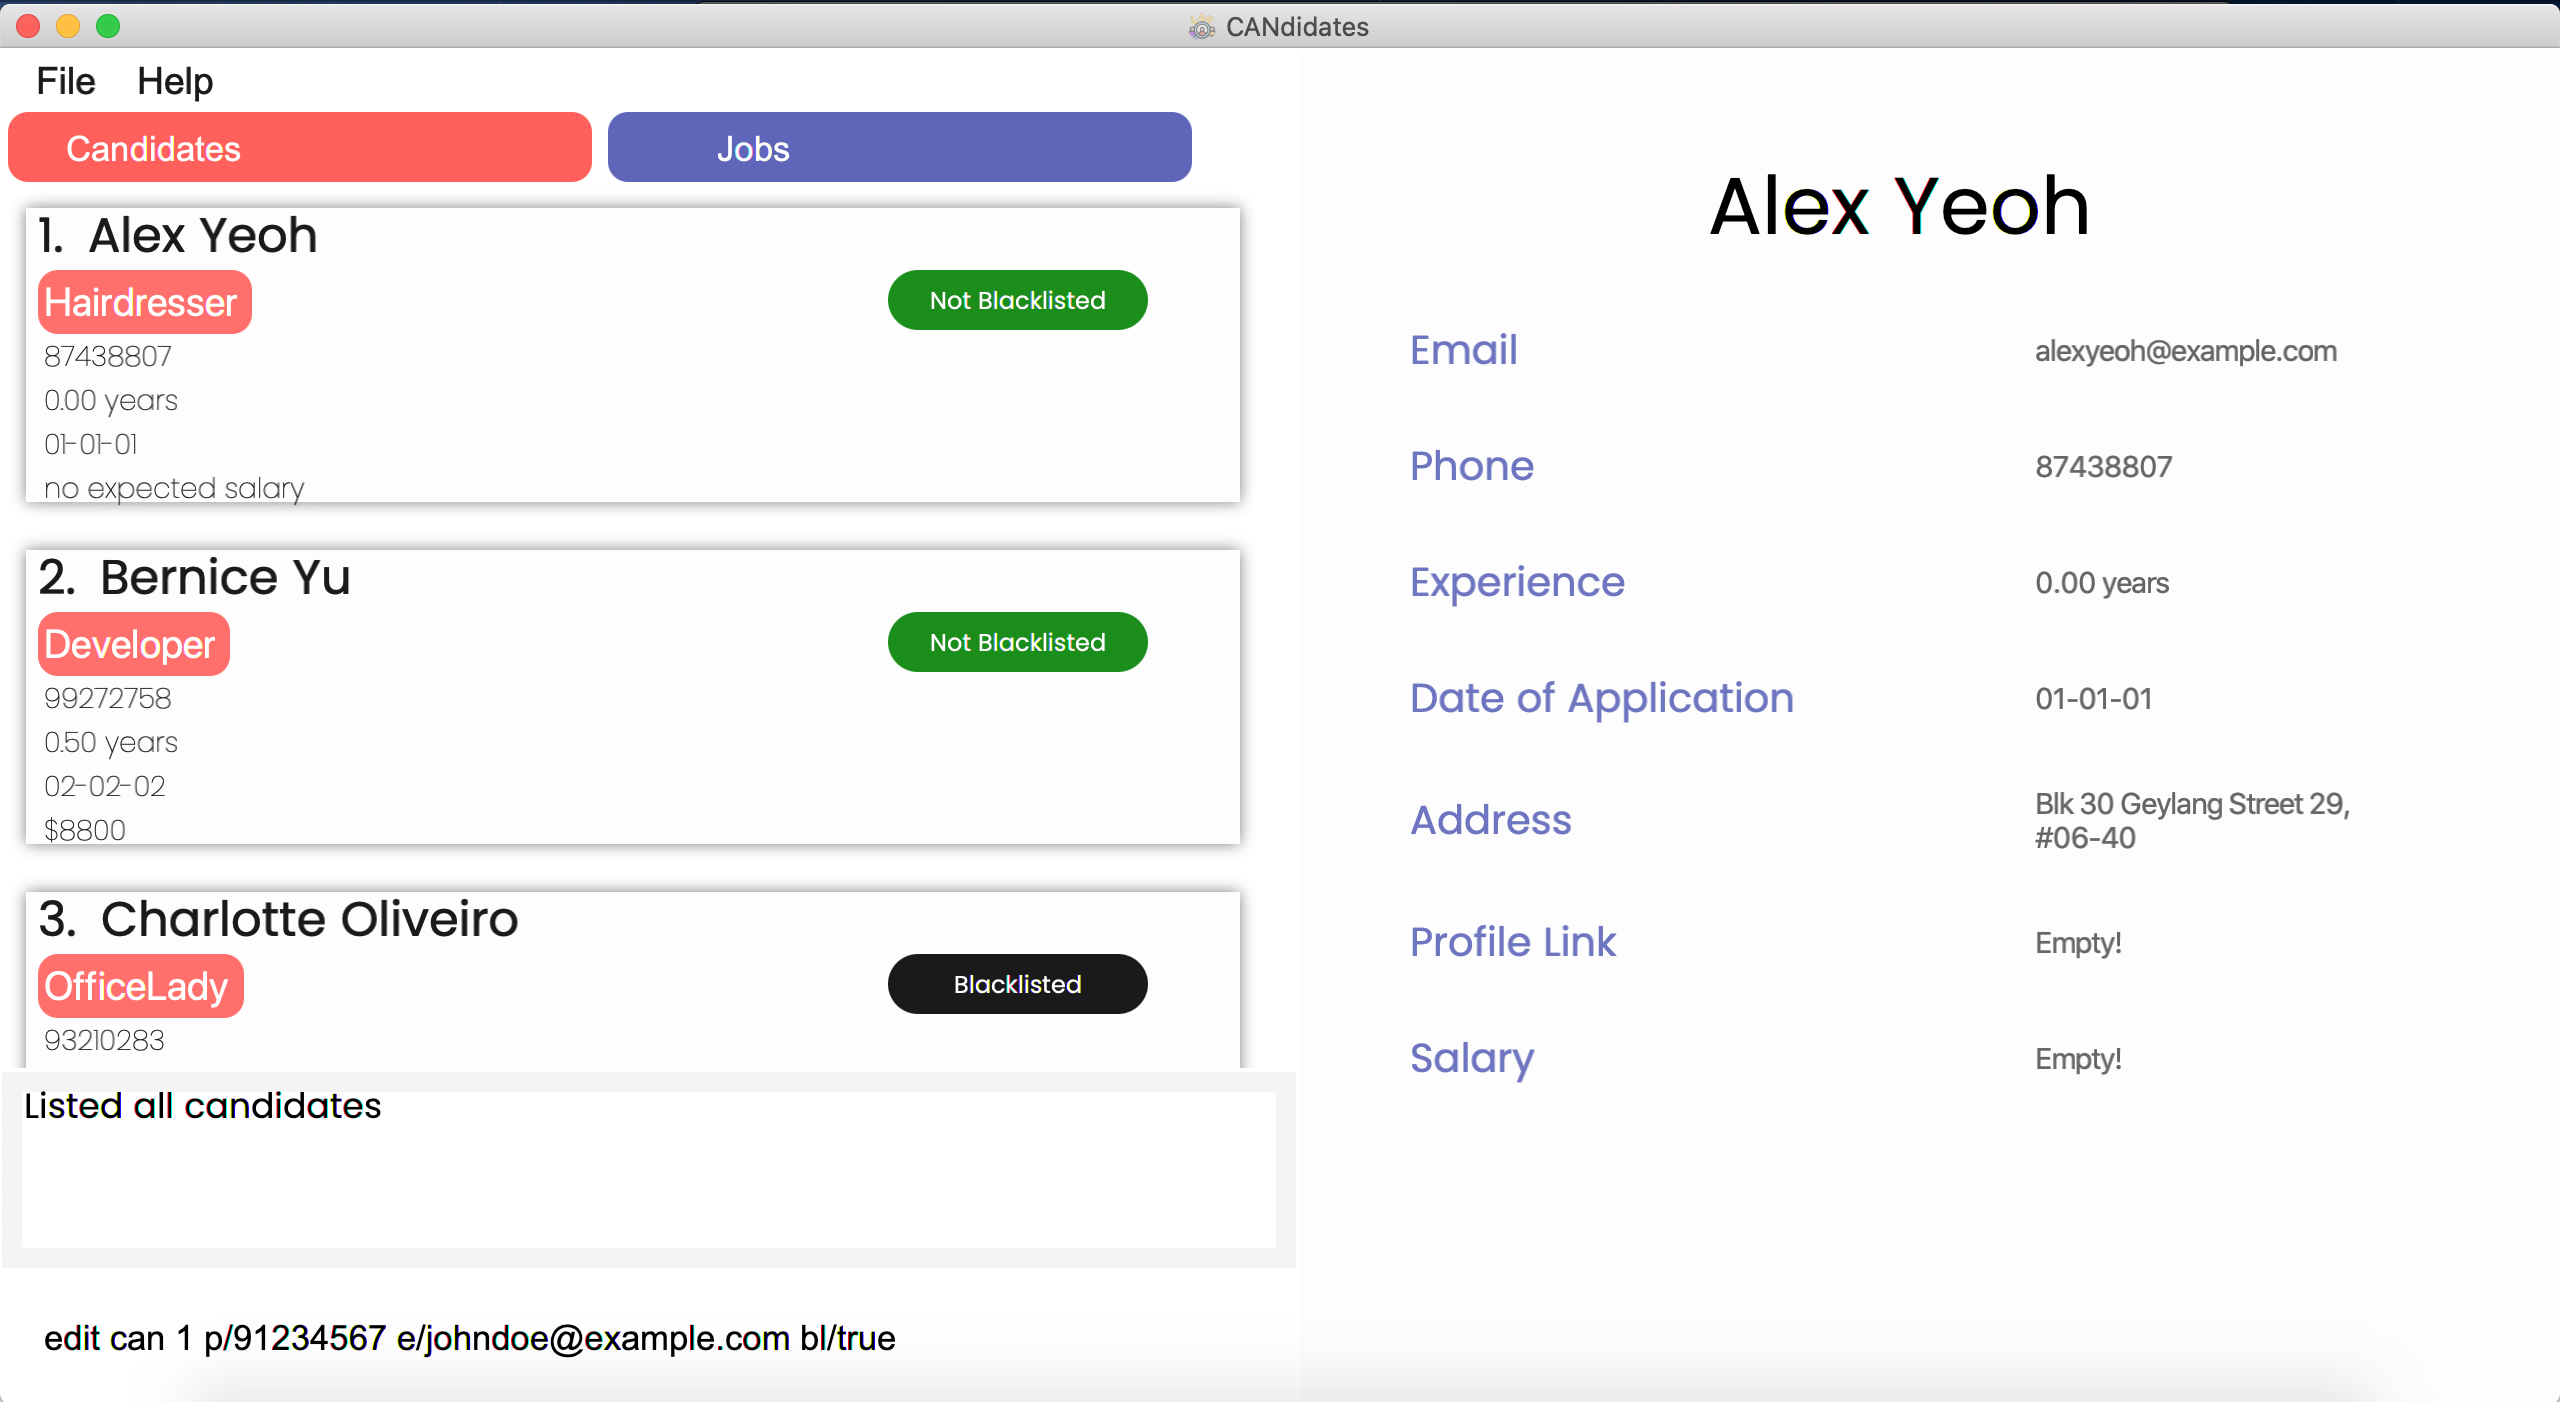 CANdidates
File Help
Candidates Jobs
1. Alex Yeoh
Hairdresser Not Blacklisted
87438807
0.00 years
01-01-01
no expected salary
2. Bernice Yu
Developer Not Blacklisted
99272758
0.50 years
02-02-02
$8800
3. Charlotte Oliveiro
OfficeLady Blacklisted
93210283
Listed all candidates
edit can 1 p/91234567 e/johndoe@example.com bl/true
Alex Yeoh
Email alexyeoh@example.com
Phone 87438807
Experience 0.00 years
Date of Application 01-01-01
Address Blk 30 Geylang Street 29,
#06-40
Profile Link Empty!
Salary Empty!